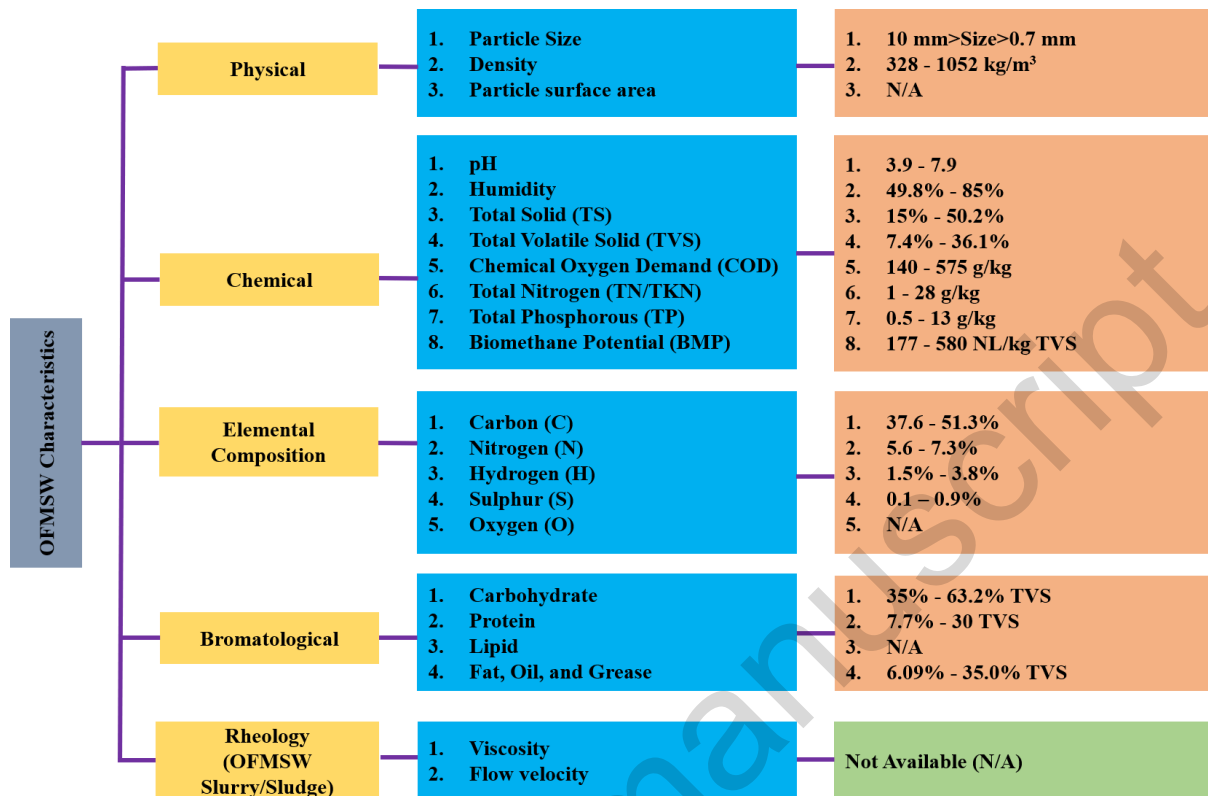 OFMSW Characteristics
Physical
1. Particle Size
2. Density
3. Particle surface area
1. 10 mm>Size>0.7 mm
2. 328 - 1052 kg/m³
3. N/A
Chemical
1. pH
2. Humidity
3. Total Solid (TS)
4. Total Volatile Solid (TVS)
5. Chemical Oxygen Demand (COD)
6. Total Nitrogen (TN/TKN)
7. Total Phosphorous (TP)
8. Biomethane Potential (BMP)
1. 3.9 - 7.9
2. 49.8% - 85%
3. 15% - 50.2%
4. 7.4% - 36.1%
5. 140 - 575 g/kg
6. 1 - 28 g/kg
7. 0.5 - 13 g/kg
8. 177 - 580 NL/kg TVS
Elemental
Composition
1. Carbon (C)
2. Nitrogen (N)
3. Hydrogen (H)
4. Sulphur (S)
5. Oxygen (O)
1. 37.6 - 51.3%
2. 5.6 - 7.3%
3. 1.5% - 3.8%
4. 0.1 – 0.9%
5. N/A
Bromatological
1. Carbohydrate
2. Protein
3. Lipid
4. Fat, Oil, and Grease
1. 35% - 63.2% TVS
2. 7.7% - 30 TVS
3. N/A
4. 6.09% - 35.0% TVS
Rheology
(OFMSW
Slurry/Sludge)
1. Viscosity
2. Flow velocity
Not Available (N/A)
manuscript